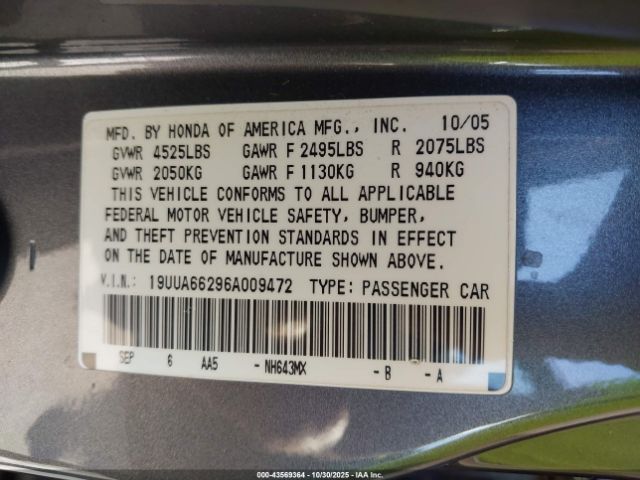 MFD. BY HONDA OF AMERICA MFG., INC. 10/05
GVWR 4525LBS GAWR F 2495LBS R 2075LBS
GVWR 2050KG GAWR F 1130KG R 940KG
THIS VEHICLE CONFORMS TO ALL APPLICABLE
FEDERAL MOTOR VEHICLE SAFETY, BUMPER,
AND THEFT PREVENTION STANDARDS IN EFFECT
ON THE DATE OF MANUFACTURE SHOWN ABOVE.
V.I.N.: 19UUA66296A009472 TYPE: PASSENGER CAR
SEP 6 AA5 - NH643MX - B - A
000-43569364 - 10/30/2025 - IAAI.COM